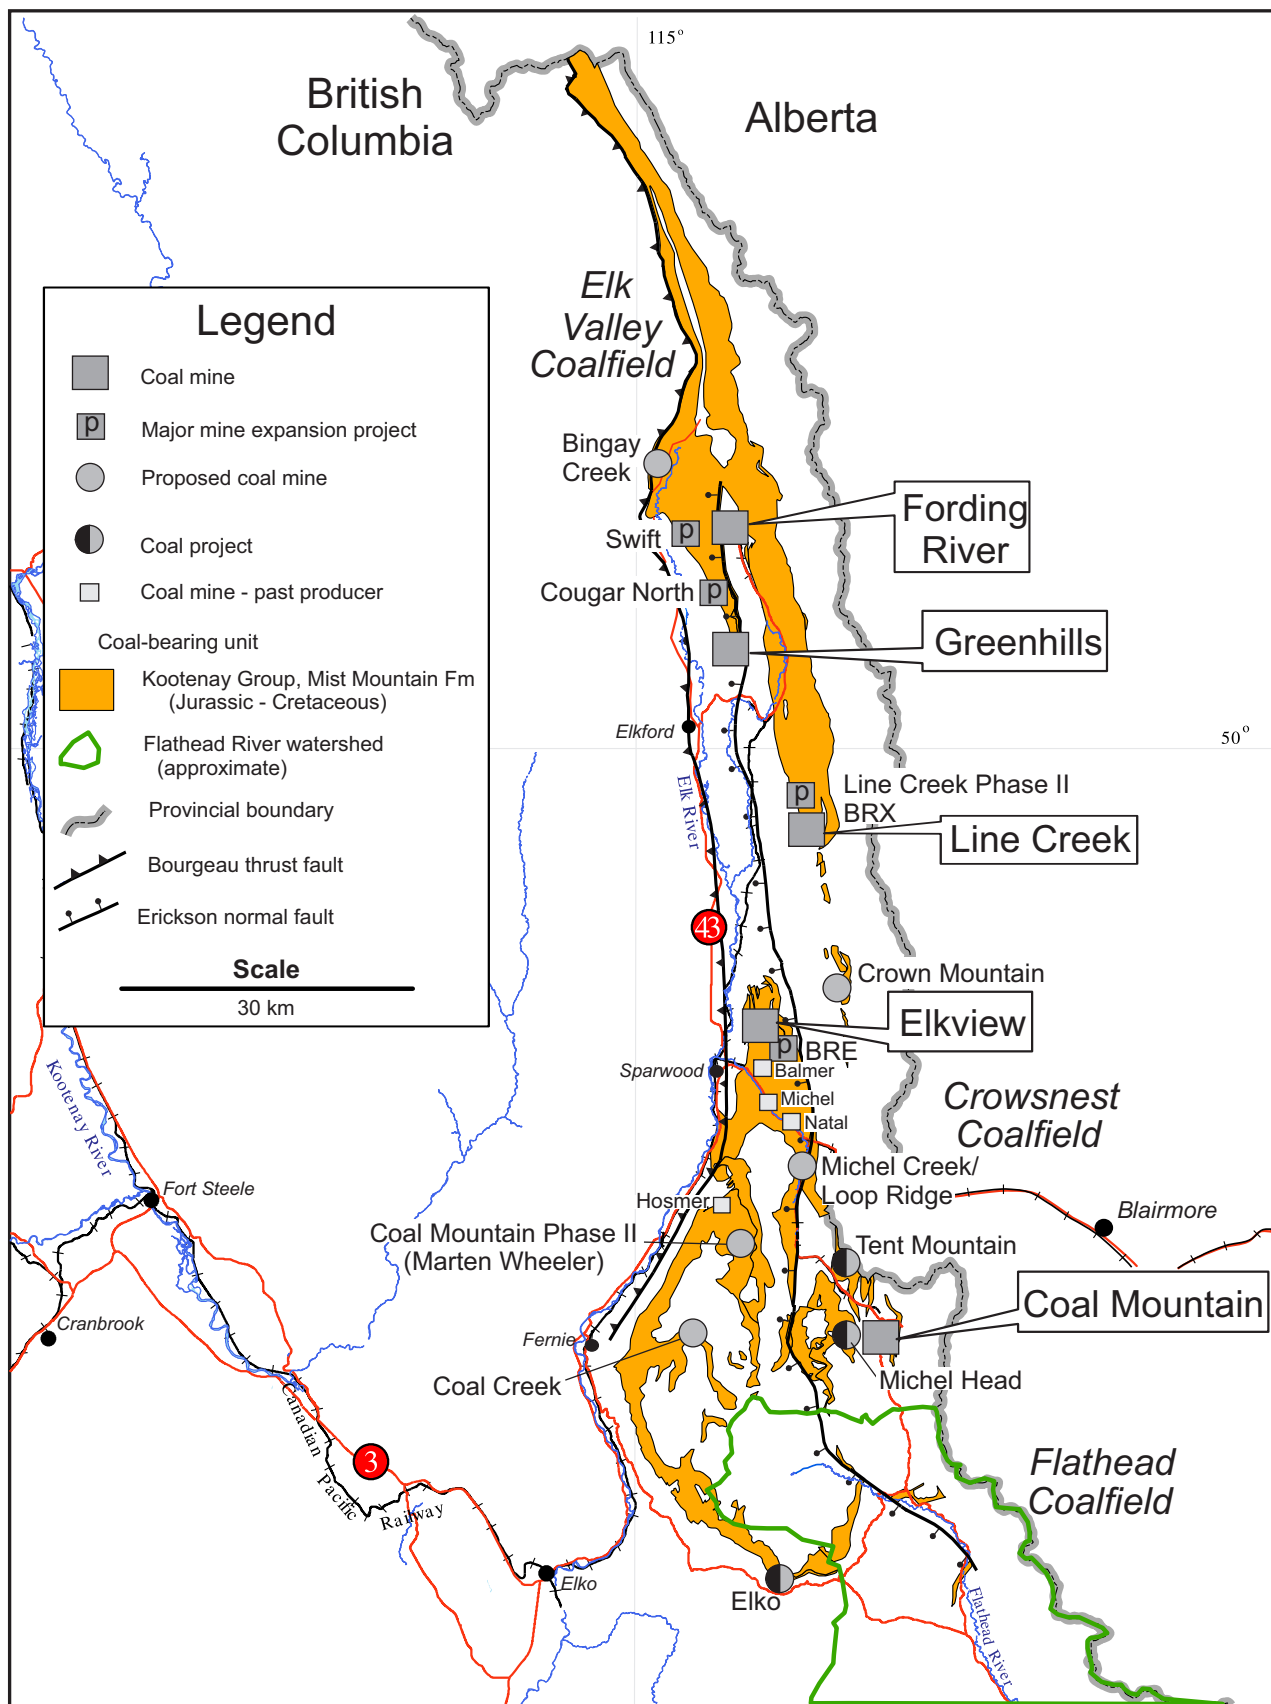 115°
British
Columbia
Alberta
Elk
Valley
Coalfield
Legend
Coal mine
p
Major mine expansion project
Proposed coal mine
Coal project
Coal mine - past producer
Coal-bearing unit
Kootenay Group, Mist Mountain Fm
(Jurassic - Cretaceous)
Flathead River watershed
(approximate)
Provincial boundary
Bourgeau thrust fault
Erickson normal fault
Scale
30 km
Bingay
Creek
Swift
p
Fording
River
Cougar North
p
Greenhills
Elkford
50°
Elk River
p
Line Creek Phase II
BRX
Line Creek
43
Crown Mountain
Elkview
p
BRE
Sparwood
Balmer
Michel
Natal
Crowsnest
Coalfield
Kootenay River
Michel Creek/
Loop Ridge
Fort Steele
Hosmer
Blairmore
Coal Mountain Phase II
(Marten Wheeler)
Tent Mountain
Coal Mountain
Cranbrook
Fernie
Coal Creek
Michel Head
Canadian Pacific Railway
3
Flathead
Coalfield
Elko
Elko
Flathead River